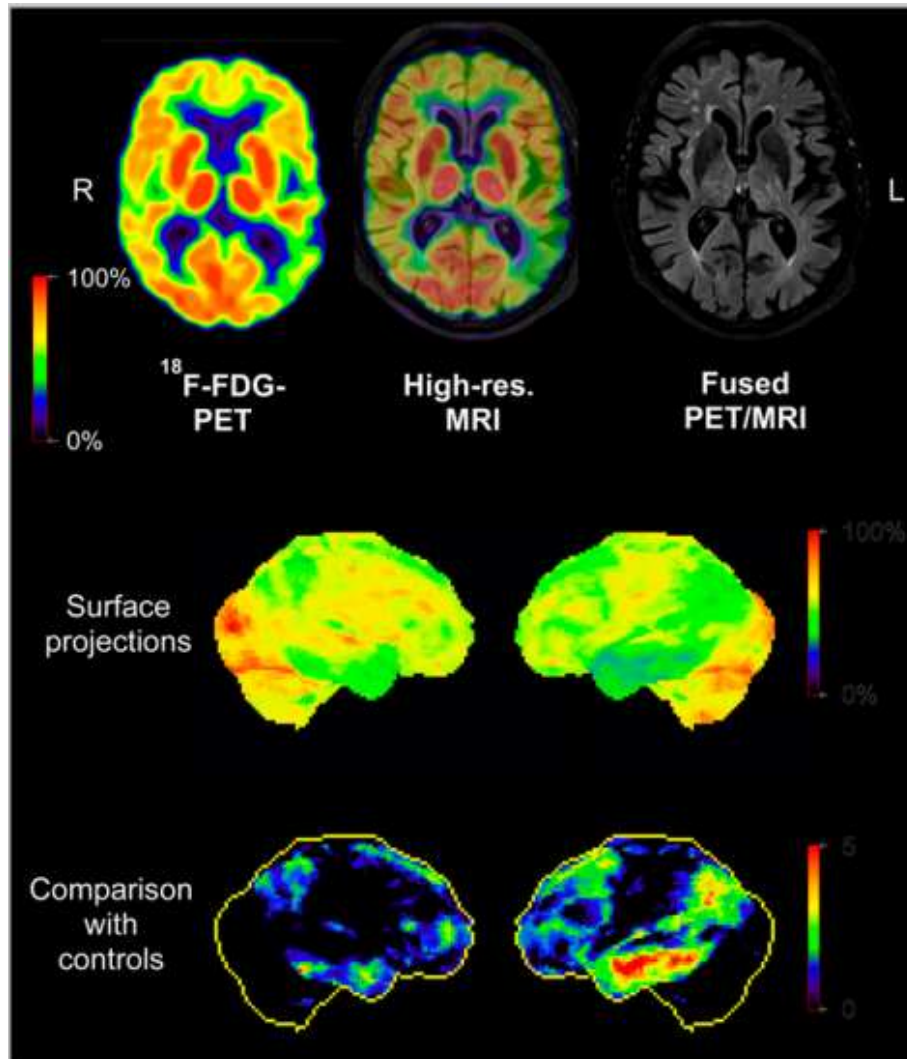 R
L
100%
0%
18
F-FDG-
PET
High-res.
MRI
Fused
PET/MRI
Surface
projections
100%
0%
Comparison
with
controls
5
0